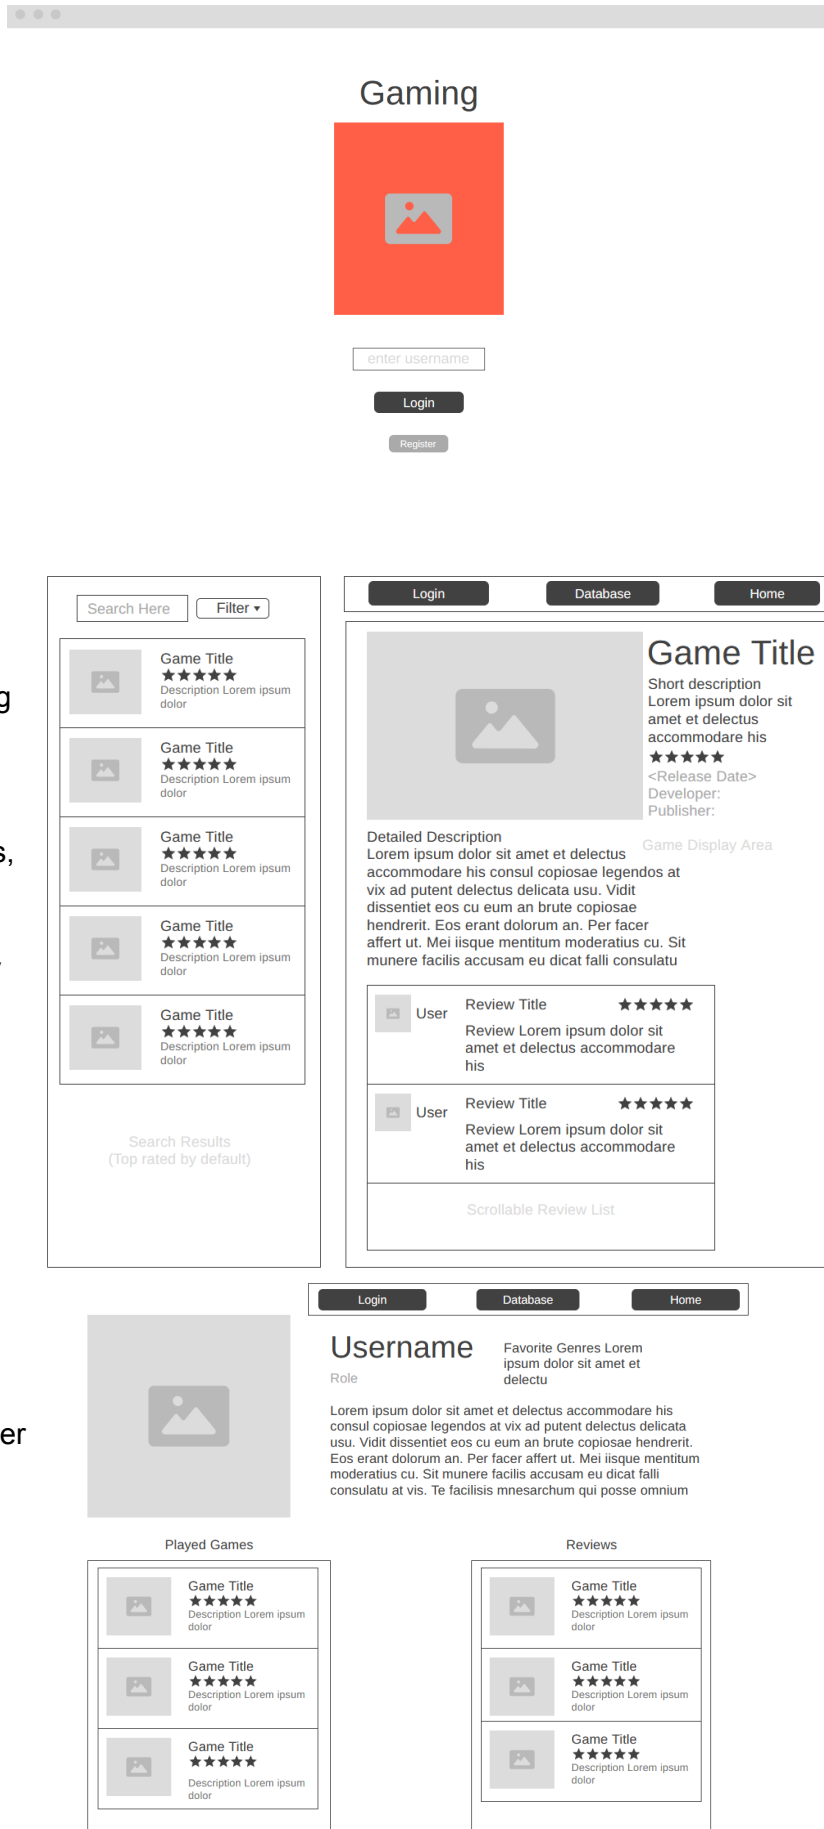 Gaming
enter username
Login
Register
g
s,
er
Search Here
Filter
Game Title
Description Lorem ipsum
dolor
Game Title
Description Lorem ipsum
dolor
Game Title
Description Lorem ipsum
dolor
Game Title
Description Lorem ipsum
dolor
Game Title
Description Lorem ipsum
dolor
Search Results
(Top rated by default)
Login Database Home
Game Title
Short description
Lorem ipsum dolor sit
amet et delectus
accommodare his
<Release Date>
Developer:
Publisher:
Game Display Area
Detailed Description
Lorem ipsum dolor sit amet et delectus
accommodare his consul copiosae legendos at
vix ad putent delectus delicata usu. Vidit
dissentiet eos cu eum an brute copiosae
hendrerit. Eos erant dolorum an. Per facer
affert ut. Mei iisque mentitum moderatius cu. Sit
munere facilis accusam eu dicat falli consulatu
User
Review Title
Review Lorem ipsum dolor sit
amet et delectus accommodare
his
User
Review Title
Review Lorem ipsum dolor sit
amet et delectus accommodare
his
Scrollable Review List
Login Database Home
Username
Role
Favorite Genres Lorem
ipsum dolor sit amet et
delectu
Lorem ipsum dolor sit amet et delectus accommodare his
consul copiosae legendos at vix ad putent delectus delicata
usu. Vidit dissentiet eos cu eum an brute copiosae hendrerit.
Eos erant dolorum an. Per facer affert ut. Mei iisque mentitum
moderatius cu. Sit munere facilis accusam eu dicat falli
consulatu at vis. Te facilisis mnesarchum qui posse omnium
Played Games
Game Title
Description Lorem ipsum
dolor
Game Title
Description Lorem ipsum
dolor
Game Title
Description Lorem ipsum
dolor
Reviews
Game Title
Description Lorem ipsum
dolor
Game Title
Description Lorem ipsum
dolor
Game Title
Description Lorem ipsum
dolor